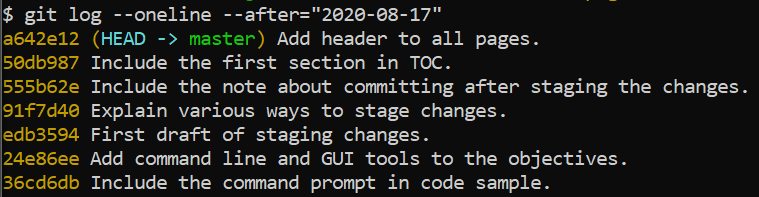 $ git log --oneline --after="2020-08-17"
a642e12 (HEAD -> master) Add header to all pages.
50db987 Include the first section in TOC.
555b62e Include the note about committing after staging the changes.
91f7d40 Explain various ways to stage changes.
edb3594 First draft of staging changes.
24e86ee Add command line and GUI tools to the objectives.
36cd6db Include the command prompt in code sample.